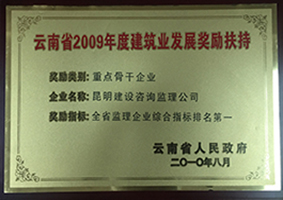 云南省2009年度建筑业发展奖励扶持
奖励类别：重点骨干企业
企业名称：昆明建设咨询监理公司
奖励指标：全省监理企业综合指标排名第一
云南省人民政府
二〇一〇年八月